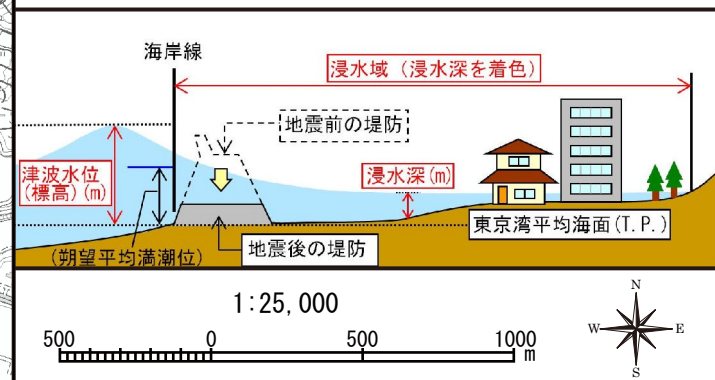 海岸線
浸水域（浸水深を着色）
地震前の堤防
津波水位
(標高)(m)
浸水深(m)
東京湾平均海面(T.P.)
(朔望平均満潮位)
地震後の堤防
1:25,000
500 0 500 1000
m
N
W E
S